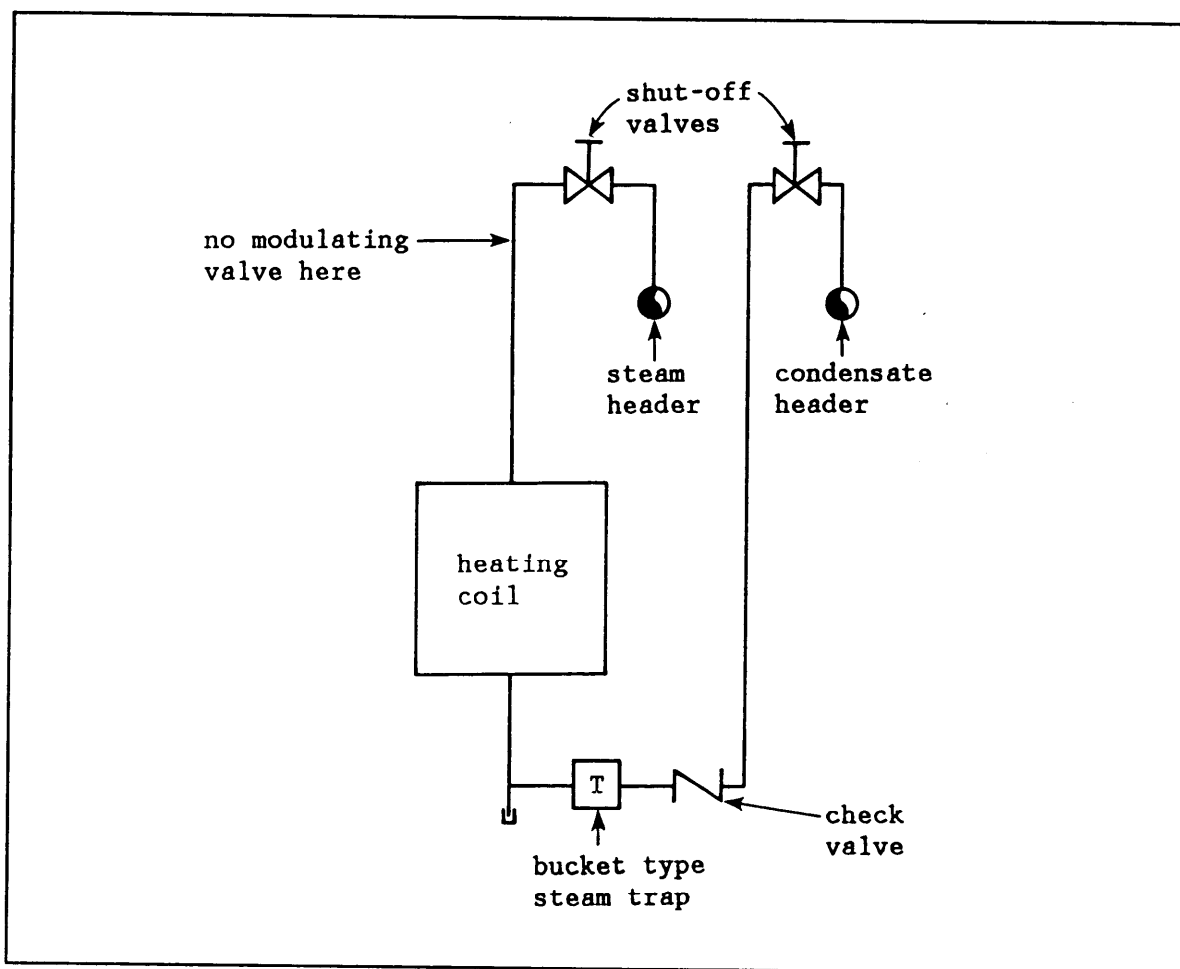 shut-off
valves
no modulating
valve here
steam
header
condensate
header
heating
coil
T
check
valve
bucket type
steam trap